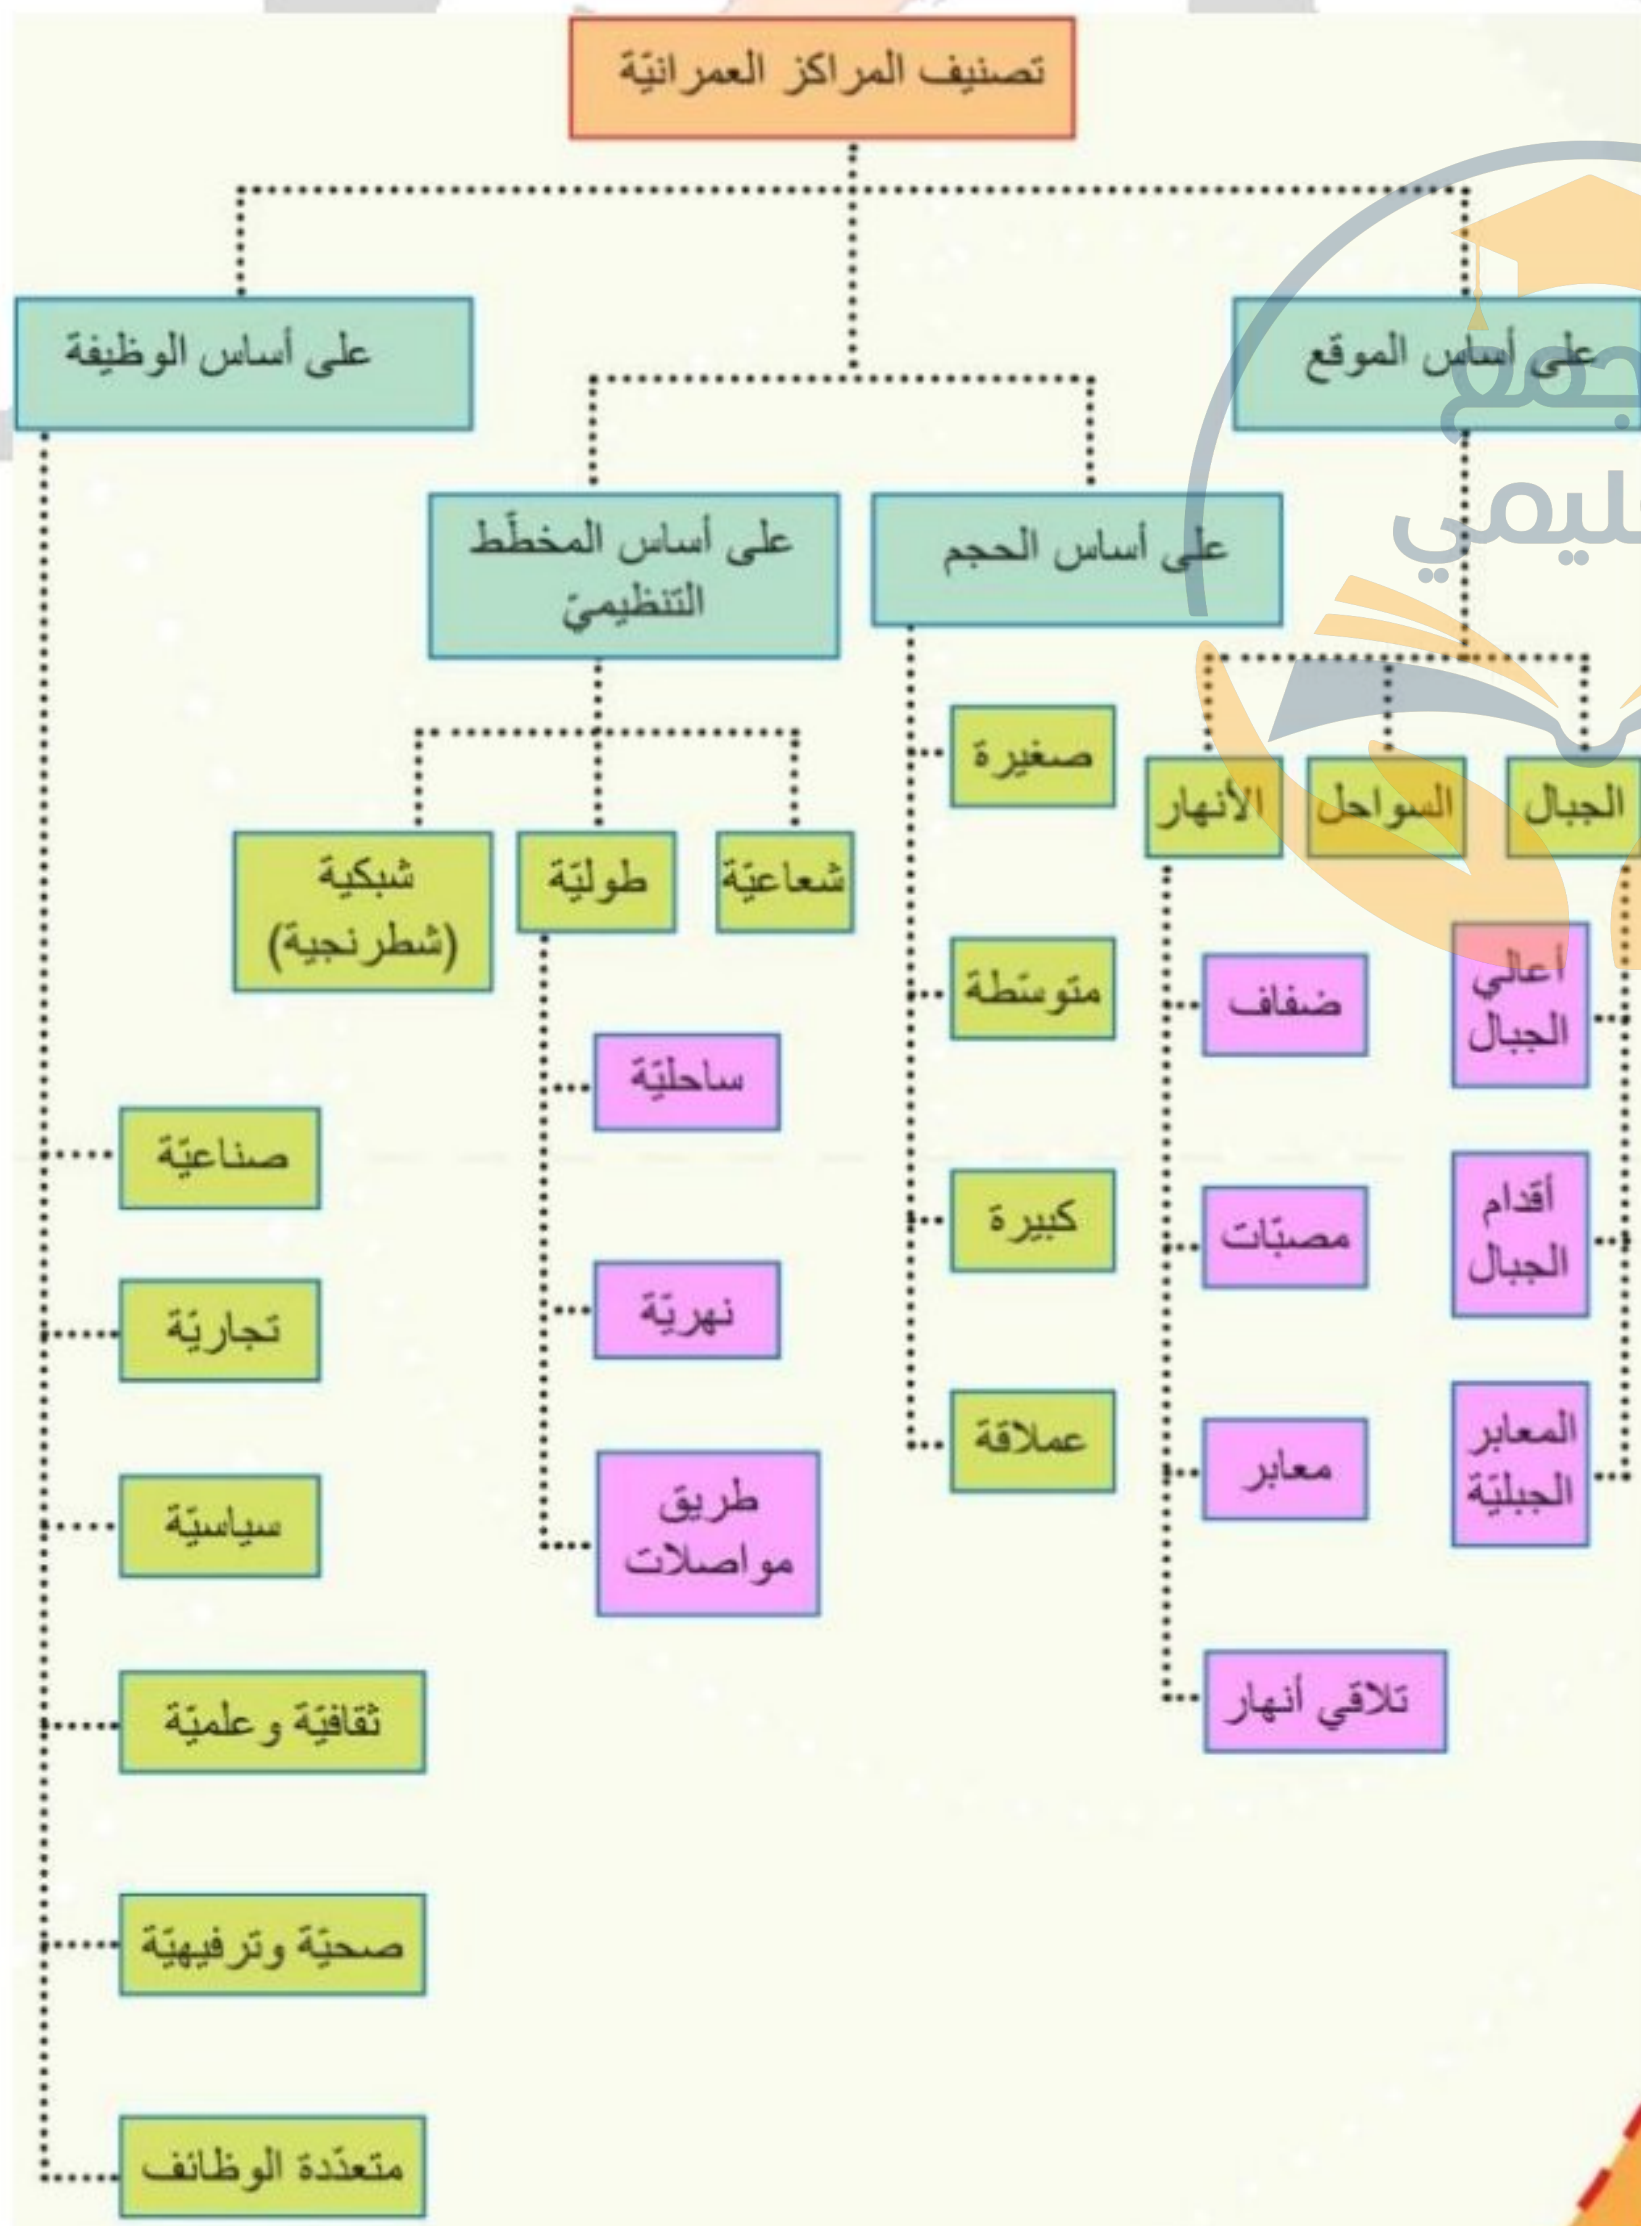 تصنيف المراكز العمرانيّة
على أساس الموقع
على أساس الوظيفة
على أساس الحجم
على أساس المخطّط
التنظيميّ
الجبال
السواحل
الأنهار
أعالي
الجبال
أقدام
الجبال
المعابر
الجبليّة
ضفاف
مصبّات
معابر
تلاقي أنهار
صغيرة
متوسّطة
كبيرة
عملاقة
شعاعيّة
طوليّة
شبكية
(شطرنجية)
ساحليّة
نهريّة
طريق
مواصلات
صناعيّة
تجاريّة
سياسيّة
ثقافيّة وعلميّة
صحيّة وترفيهيّة
متعدّدة الوظائف